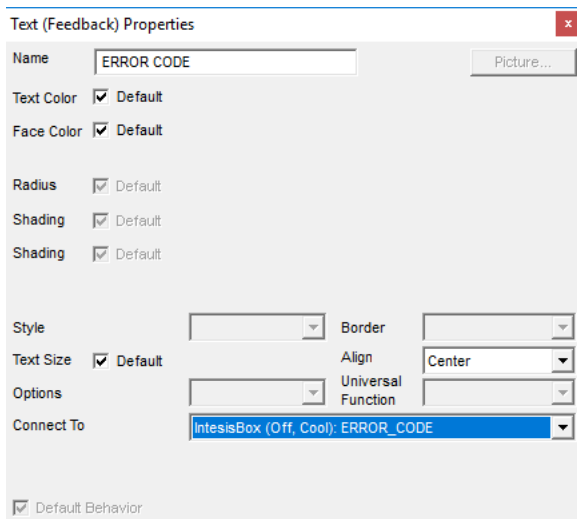 Text (Feedback) Properties x
Name ERROR CODE Picture...
Text Color Default
Face Color Default
Radius Default
Shading Default
Shading Default
Style Border
Text Size Default Align Center
Options Universal Function
Connect To IntesisBox (Off, Cool): ERROR_CODE
Default Behavior